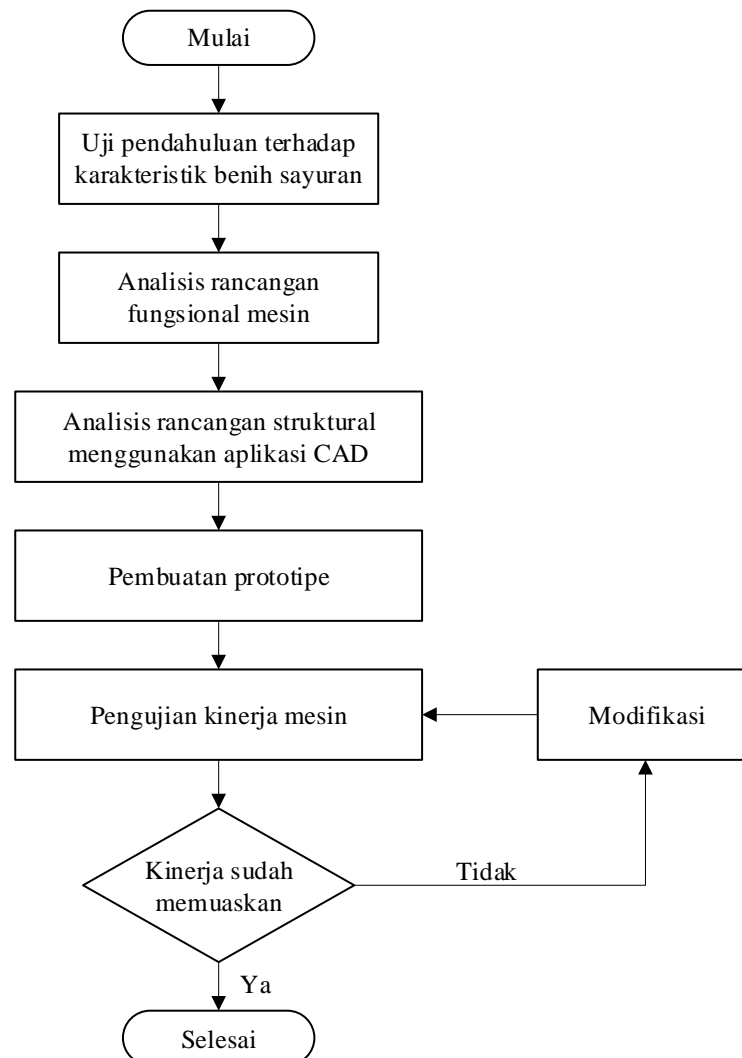 Mulai
Uji pendahuluan terhadap
karakteristik benih sayuran
Analisis rancangan
fungsional mesin
Analisis rancangan struktural
menggunakan aplikasi CAD
Pembuatan prototipe
Pengujian kinerja mesin
Modifikasi
Kinerja sudah
memuaskan
Tidak
Ya
Selesai